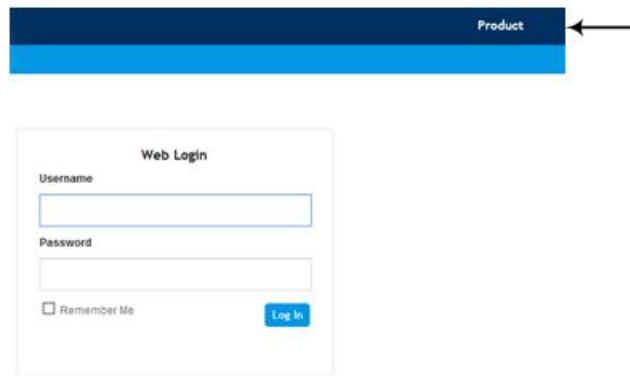 Product
Web Login
Username
Password
Remember Me
Log In